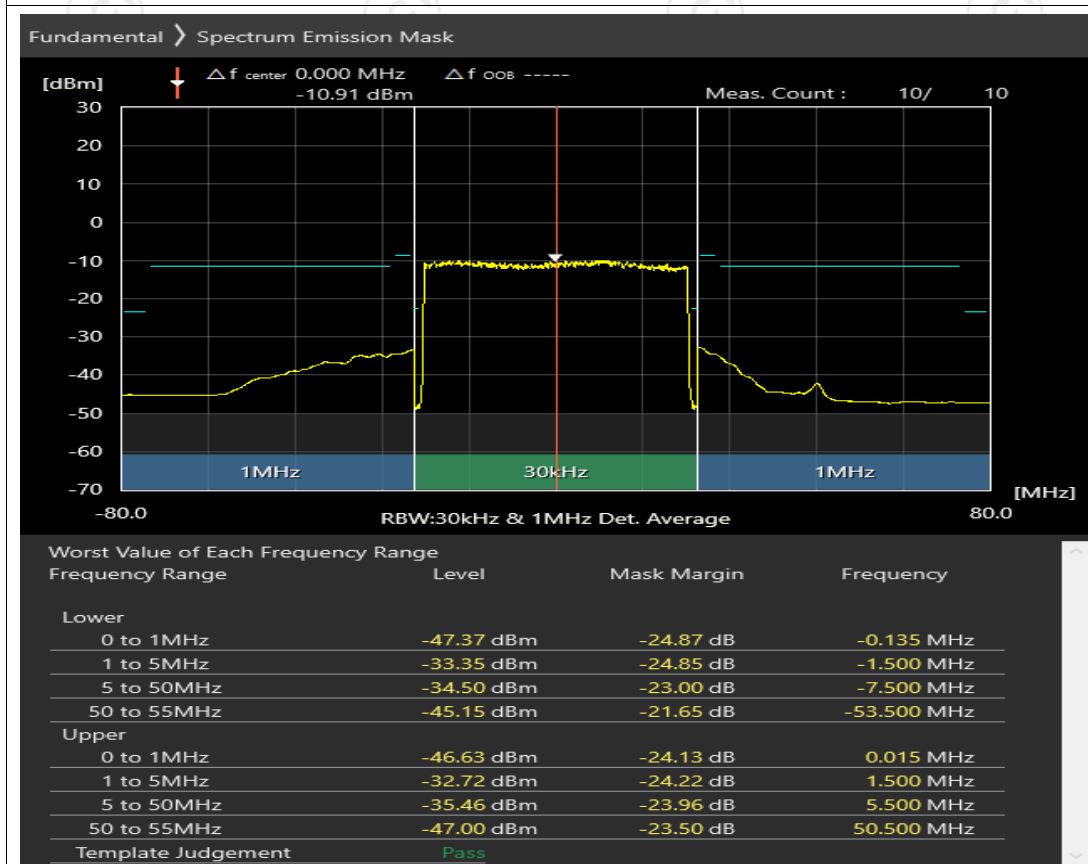 Fundamental ❯ Spectrum Emission Mask
[dBm] Δf center 0.000 MHz Δf OOB -----
-10.91 dBm Meas. Count : 10/ 10
30
20
10
0
-10
-20
-30
-40
-50
-60
1MHz 30kHz 1MHz
-70
[MHz]
-80.0 RBW:30kHz & 1MHz Det. Average 80.0
Worst Value of Each Frequency Range
Frequency Range Level Mask Margin Frequency
Lower
0 to 1MHz -47.37 dBm -24.87 dB -0.135 MHz
1 to 5MHz -33.35 dBm -24.85 dB -1.500 MHz
5 to 50MHz -34.50 dBm -23.00 dB -7.500 MHz
50 to 55MHz -45.15 dBm -21.65 dB -53.500 MHz
Upper
0 to 1MHz -46.63 dBm -24.13 dB 0.015 MHz
1 to 5MHz -32.72 dBm -24.22 dB 1.500 MHz
5 to 50MHz -35.46 dBm -23.96 dB 5.500 MHz
50 to 55MHz -47.00 dBm -23.50 dB 50.500 MHz
Template Judgement Pass